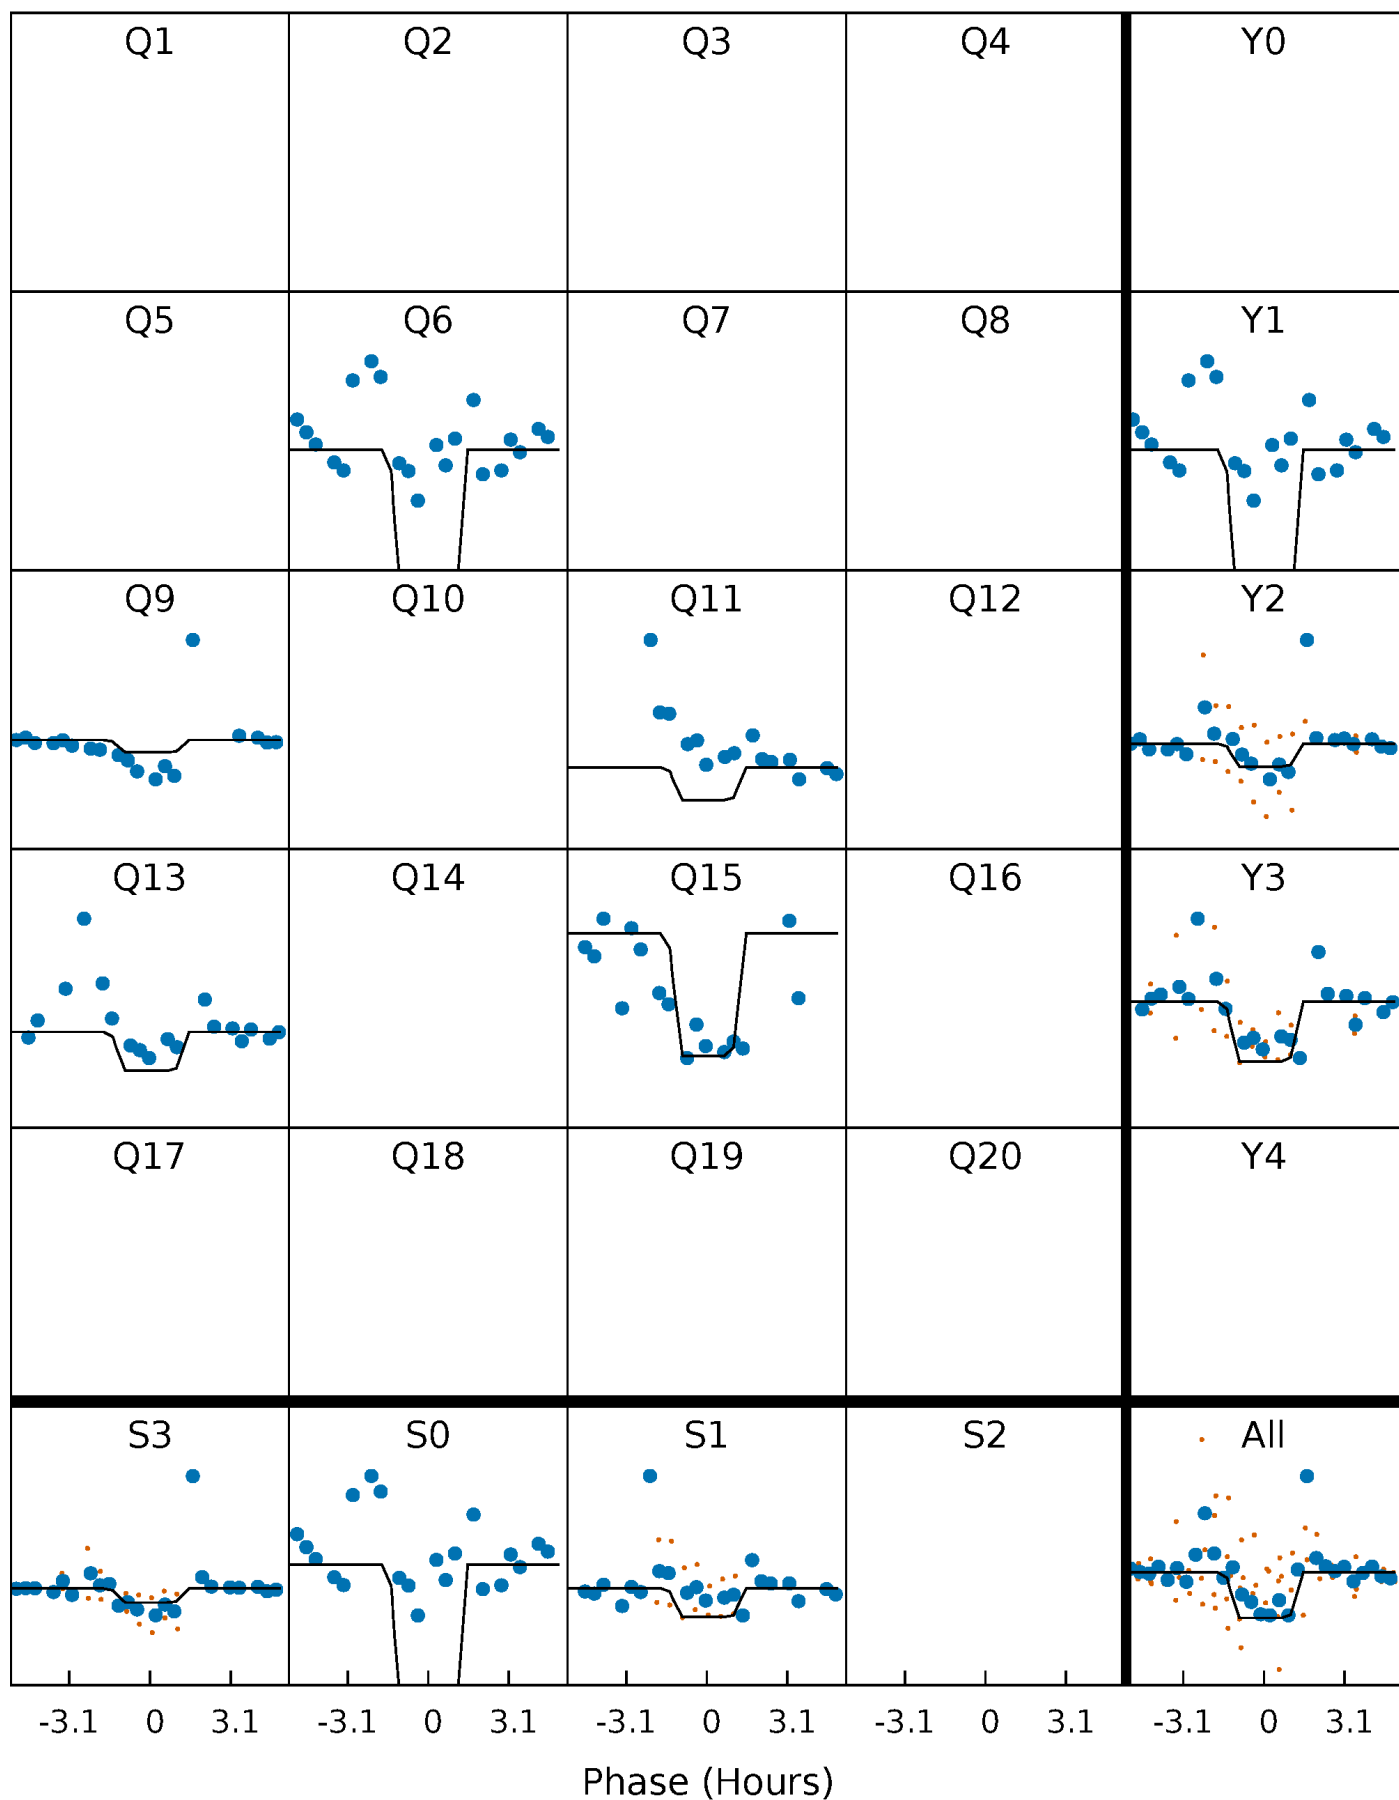 Q1 Q2 Q3 Q4 Y0
Q5 Q6 Q7 Q8 Y1
Q9 Q10 Q11 Q12 Y2
Q13 Q14 Q15 Q16 Y3
Q17 Q18 Q19 Q20 Y4
S3 S0 S1 S2 All
-3.1 0 3.1 -3.1 0 3.1 -3.1 0 3.1 -3.1 0 3.1 -3.1 0 3.1
Phase (Hours)